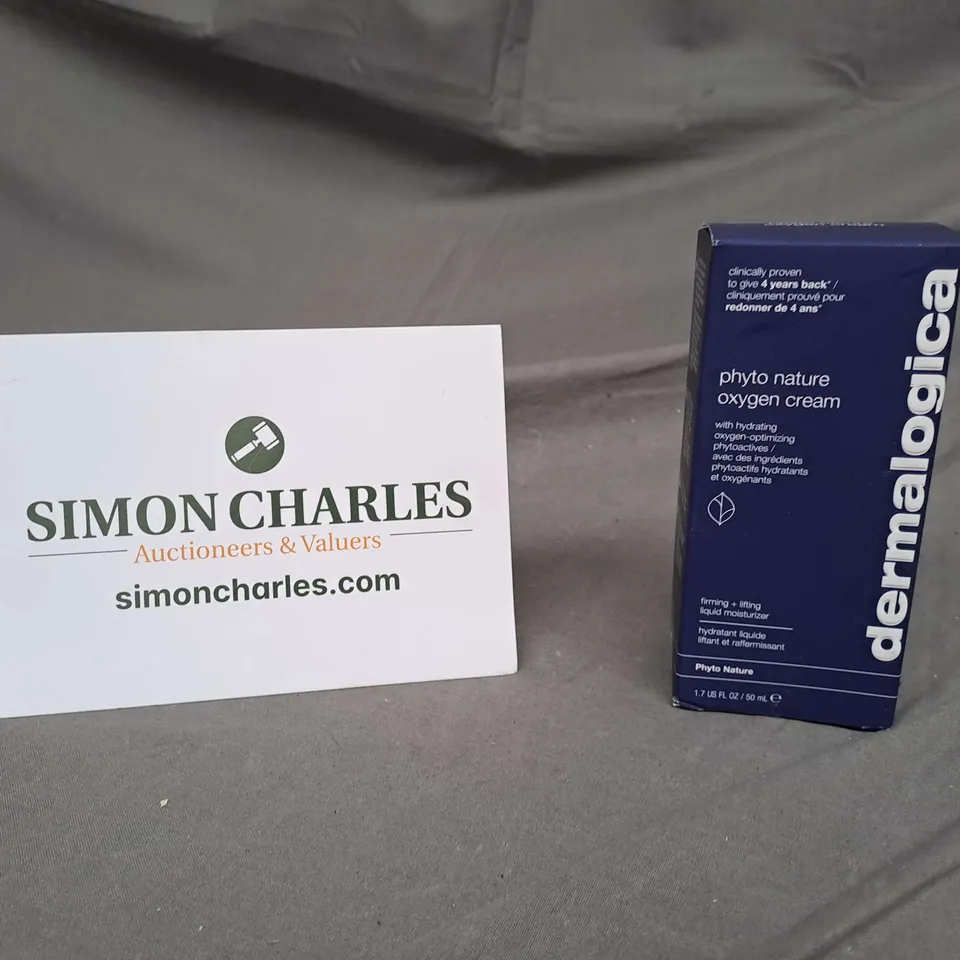 SIMON CHARLES
Auctioneers & Valuers
simoncharles.com
clinically proven
to give 4 years back* /
cliniquement prouvé pour
redonner de 4 ans*
phyto nature
oxygen cream
with hydrating
oxygen-optimizing
phytoactives /
avec des ingrédients
phytoactifs hydratants
et oxygénants
firming + lifting
liquid moisturizer
hydratant liquide
liftant et raffermissant
Phyto Nature
1.7 US FL OZ / 50 mL ℮
dermalogica